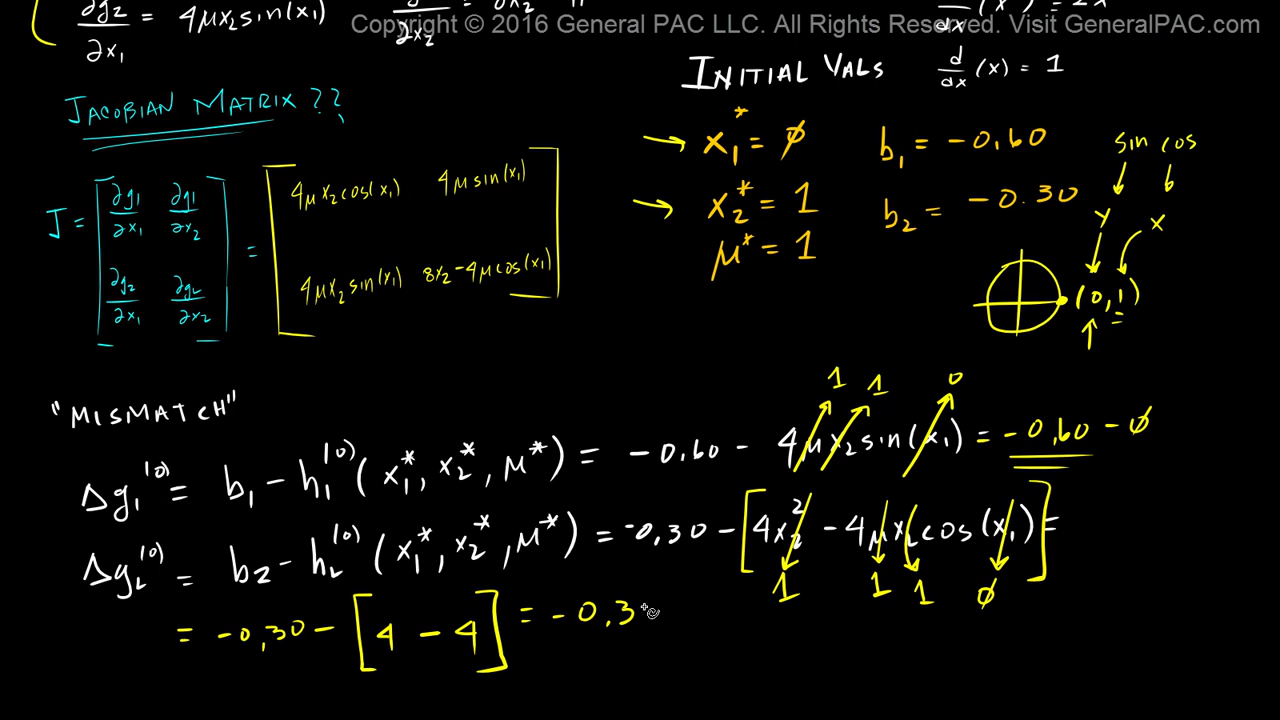 ∂g₂/∂x₁ = 4μx₂sin(x₁)
∂/∂x₂
Copyright © 2016 General PAC LLC. All Rights Reserved. Visit GeneralPAC.com
INITIAL VALS
d/dx (x) = 1
JACOBIAN MATRIX ??
x₁* = ∅
b₁ = -0.60
sin cos
x₂* = 1
b₂ = -0.30
y x
μ* = 1
(0,1)
J = [∂g₁/∂x₁ ∂g₁/∂x₂
∂g₂/∂x₁ ∂g₂/∂x₂]
= [4μx₂cos(x₁) 4μsin(x₁)
4μx₂sin(x₁) 8x₂-4μcos(x₁)]
"MISMATCH"
1 1 0
Δg₁⁽⁰⁾ = b₁ - h₁⁽⁰⁾(x₁*, x₂*, μ*) = -0.60 - 4μx₂sin(x₁) = -0.60 - ∅
Δg₂⁽⁰⁾ = b₂ - h₂⁽⁰⁾(x₁*, x₂*, μ*) = -0.30 - [4x₂² - 4μx₂cos(x₁)] =
1 1 1 ∅
= -0.30 - [4 - 4] = -0.3